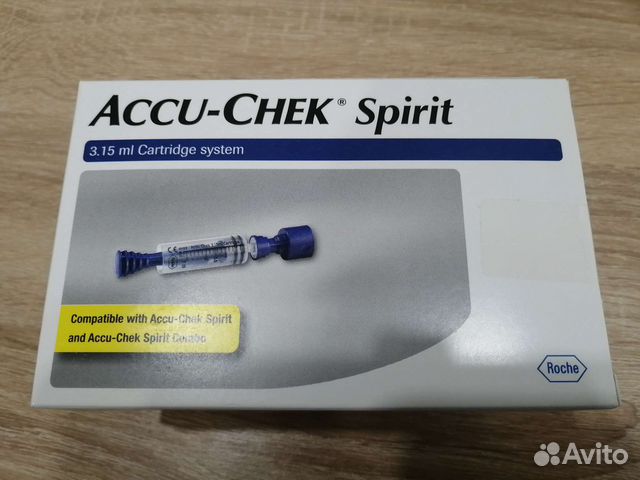 ACCU-CHEK® Spirit
3.15 ml Cartridge system
Compatible with Accu-Chek Spirit
and Accu-Chek Spirit Combo
Roche
Avito